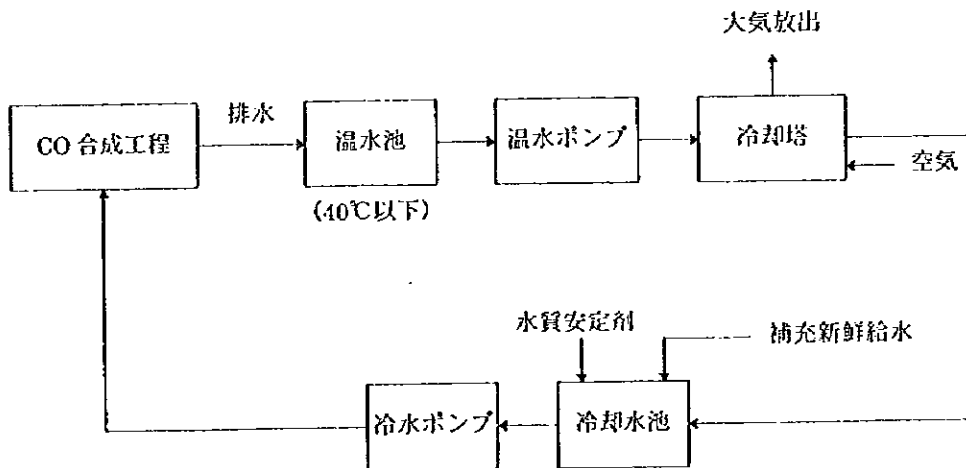 大気放出
CO 合成工程
排水
温水池
温水ポンプ
冷却塔
空気
(40℃以下)
水質安定剤
補充新鮮給水
冷水ポンプ
冷却水池